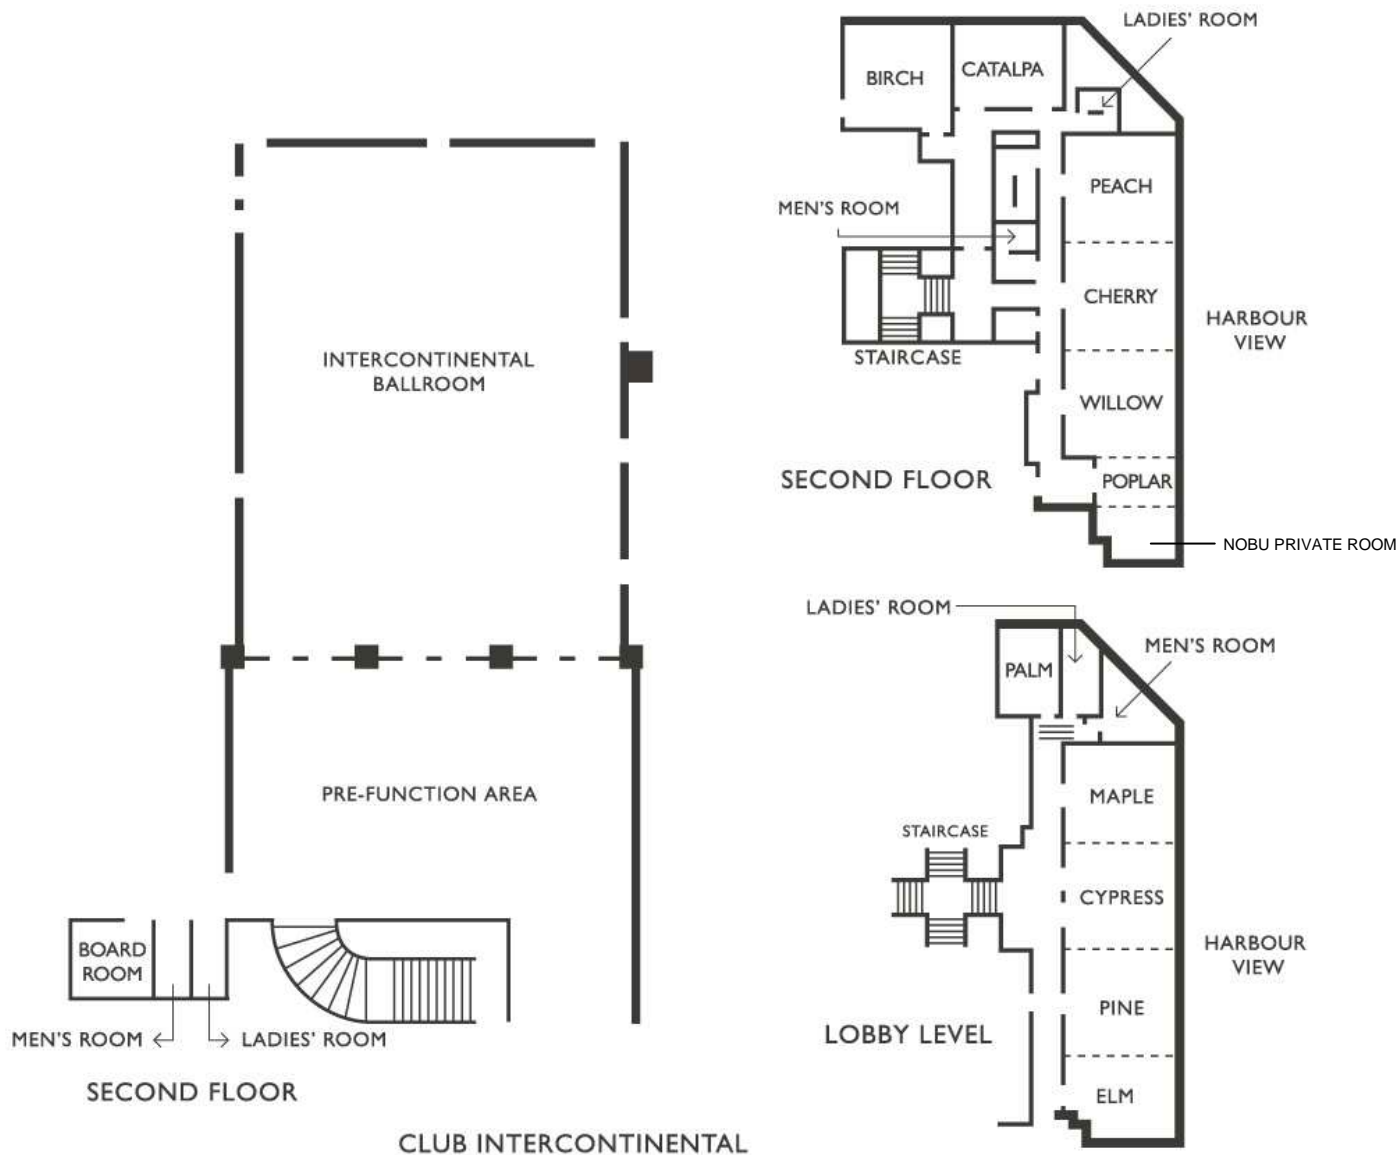 INTERCONTINENTAL
BALLROOM
PRE-FUNCTION AREA
BOARD
ROOM
MEN'S ROOM
LADIES' ROOM
SECOND FLOOR
CLUB INTERCONTINENTAL
LADIES' ROOM
BIRCH
CATALPA
PEACH
MEN'S ROOM
CHERRY
HARBOUR
VIEW
STAIRCASE
WILLOW
SECOND FLOOR
POPLAR
NOBU PRIVATE ROOM
LADIES' ROOM
MEN'S ROOM
PALM
MAPLE
STAIRCASE
CYPRESS
HARBOUR
VIEW
PINE
LOBBY LEVEL
ELM